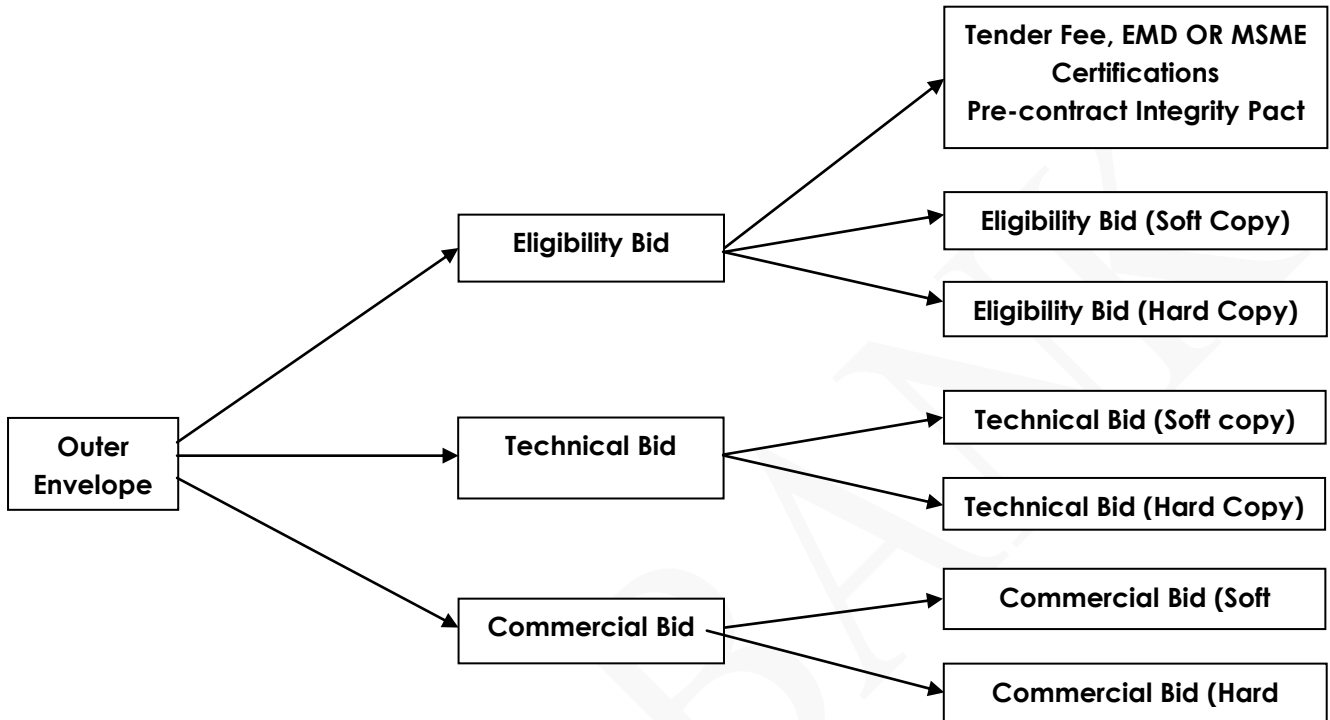 Tender Fee, EMD OR MSME
Certifications
Pre-contract Integrity Pact
Eligibility Bid
Eligibility Bid (Soft Copy)
Eligibility Bid (Hard Copy)
Outer
Envelope
Technical Bid
Technical Bid (Soft copy)
Technical Bid (Hard Copy)
Commercial Bid
Commercial Bid (Soft
Commercial Bid (Hard
BANK